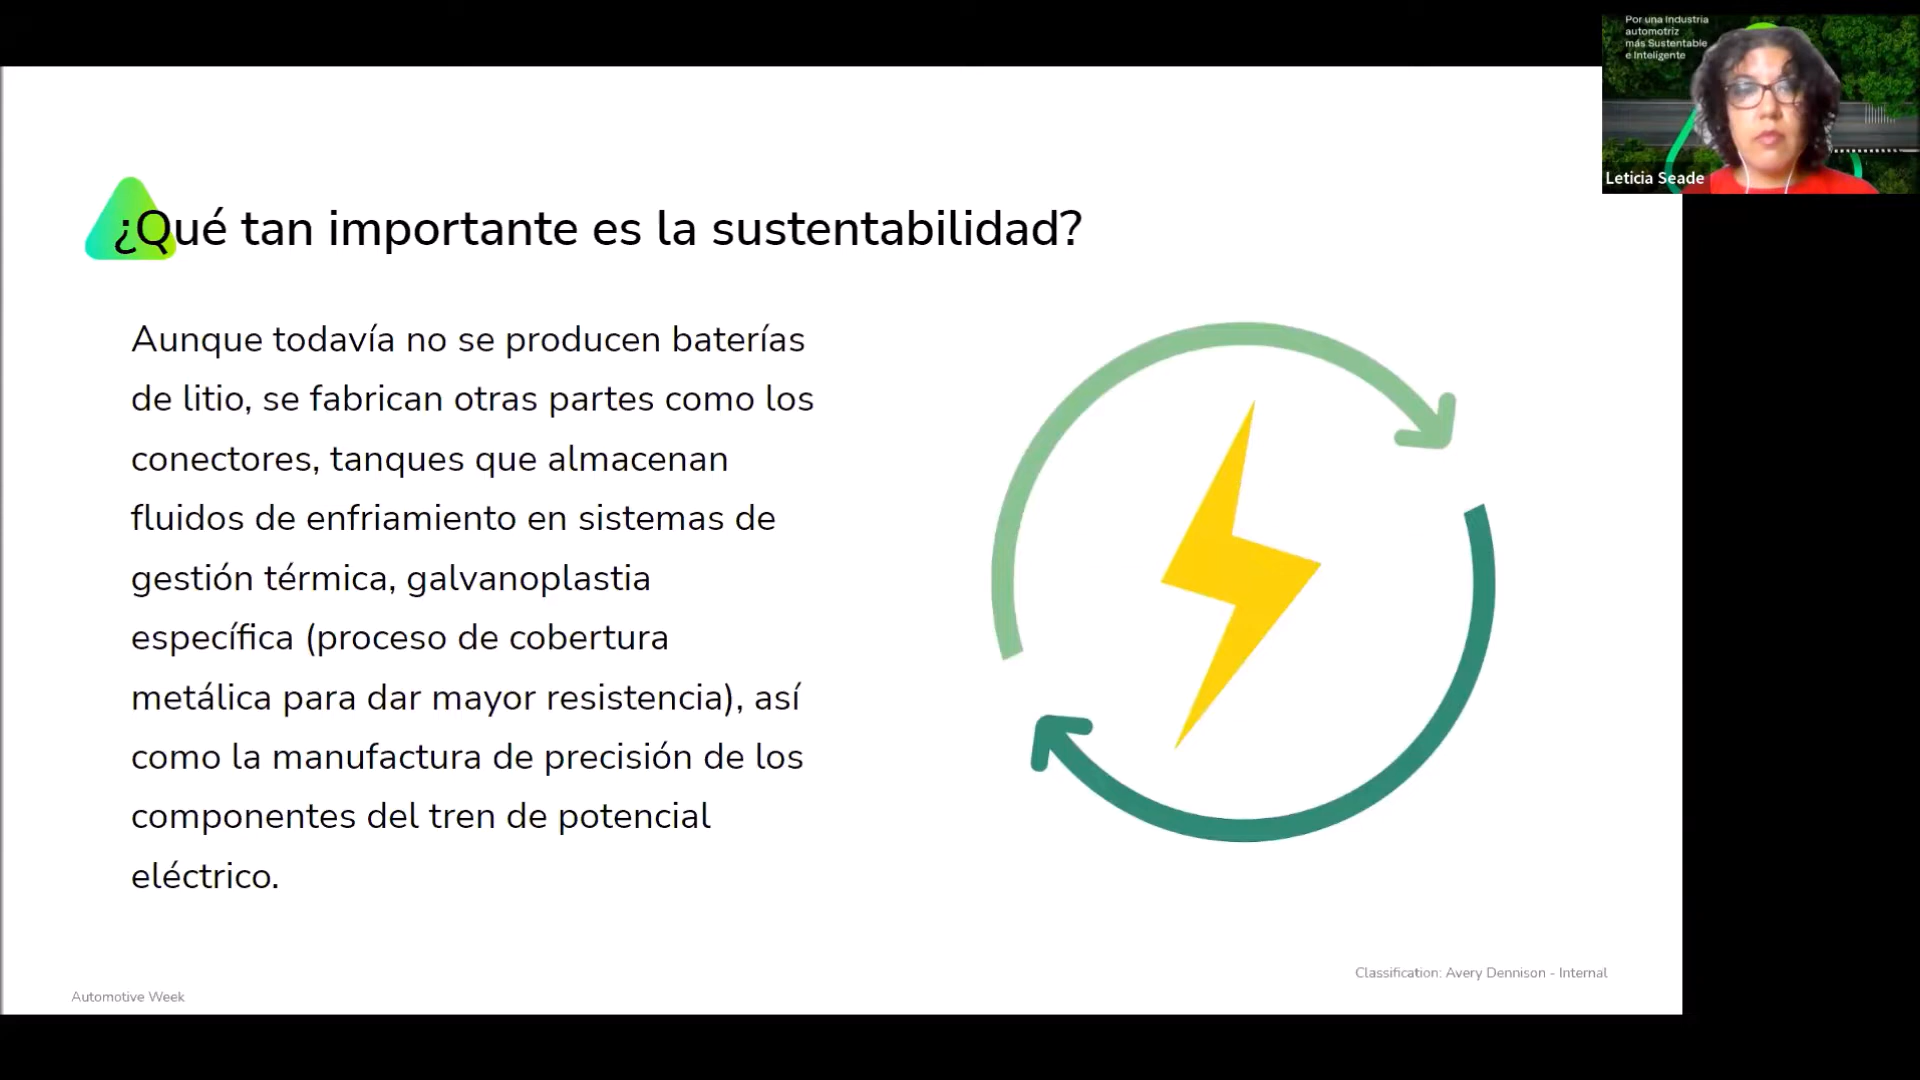 Por una Industria
automotriz
más Sustentable
e Inteligente
Leticia Seade
¿Qué tan importante es la sustentabilidad?
Aunque todavía no se producen baterías
de litio, se fabrican otras partes como los
conectores, tanques que almacenan
fluidos de enfriamiento en sistemas de
gestión térmica, galvanoplastia
específica (proceso de cobertura
metálica para dar mayor resistencia), así
como la manufactura de precisión de los
componentes del tren de potencial
eléctrico.
Classification: Avery Dennison - Internal
Automotive Week